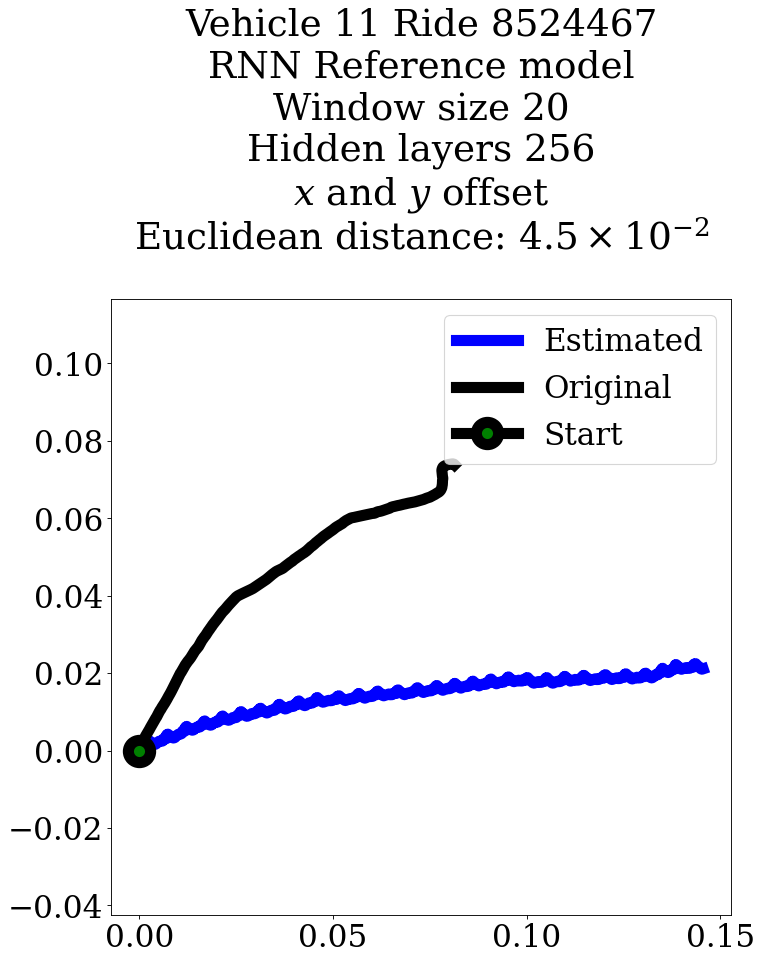 Vehicle 11 Ride 8524467
RNN Reference model
Window size 20
Hidden layers 256
x and y offset
Euclidean distance: 4.5 × 10⁻²
Estimated
Original
Start
0.10
0.08
0.06
0.04
0.02
0.00
−0.02
−0.04
0.00 0.05 0.10 0.15